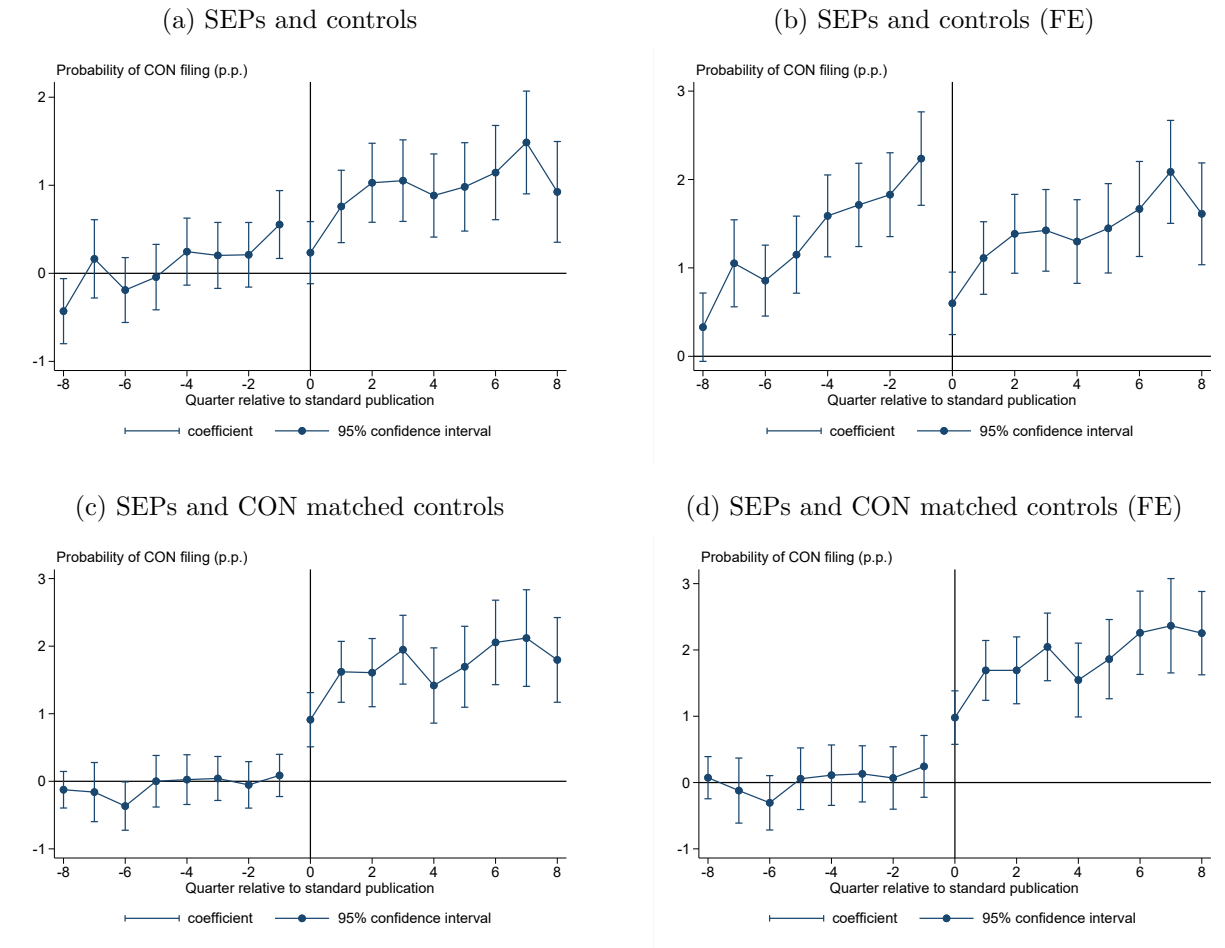 (a) SEPs and controls
Probability of CON filing (p.p.)
2
1
0
-1
-8 -6 -4 -2 0 2 4 6 8
Quarter relative to standard publication
coefficient 95% confidence interval
(b) SEPs and controls (FE)
Probability of CON filing (p.p.)
3
2
1
0
-8 -6 -4 -2 0 2 4 6 8
Quarter relative to standard publication
coefficient 95% confidence interval
(c) SEPs and CON matched controls
Probability of CON filing (p.p.)
3
2
1
0
-1
-8 -6 -4 -2 0 2 4 6 8
Quarter relative to standard publication
coefficient 95% confidence interval
(d) SEPs and CON matched controls (FE)
Probability of CON filing (p.p.)
3
2
1
0
-1
-8 -6 -4 -2 0 2 4 6 8
Quarter relative to standard publication
coefficient 95% confidence interval